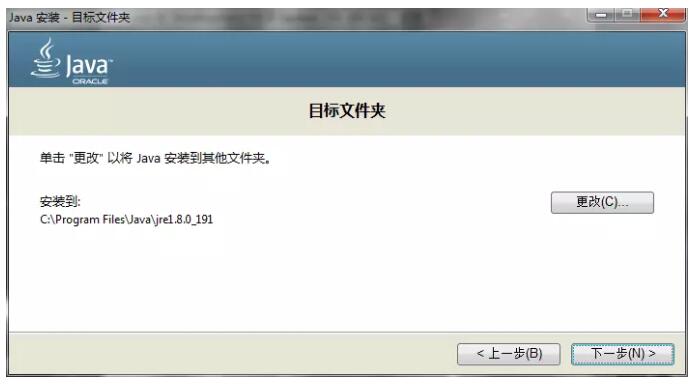 Java 安装 - 目标文件夹
Java
ORACLE
目标文件夹
单击 "更改" 以将 Java 安装到其他文件夹。
安装到:
更改(C)...
C:\Program Files\Java\jre1.8.0_191
< 上一步(B)
下一步(N) >